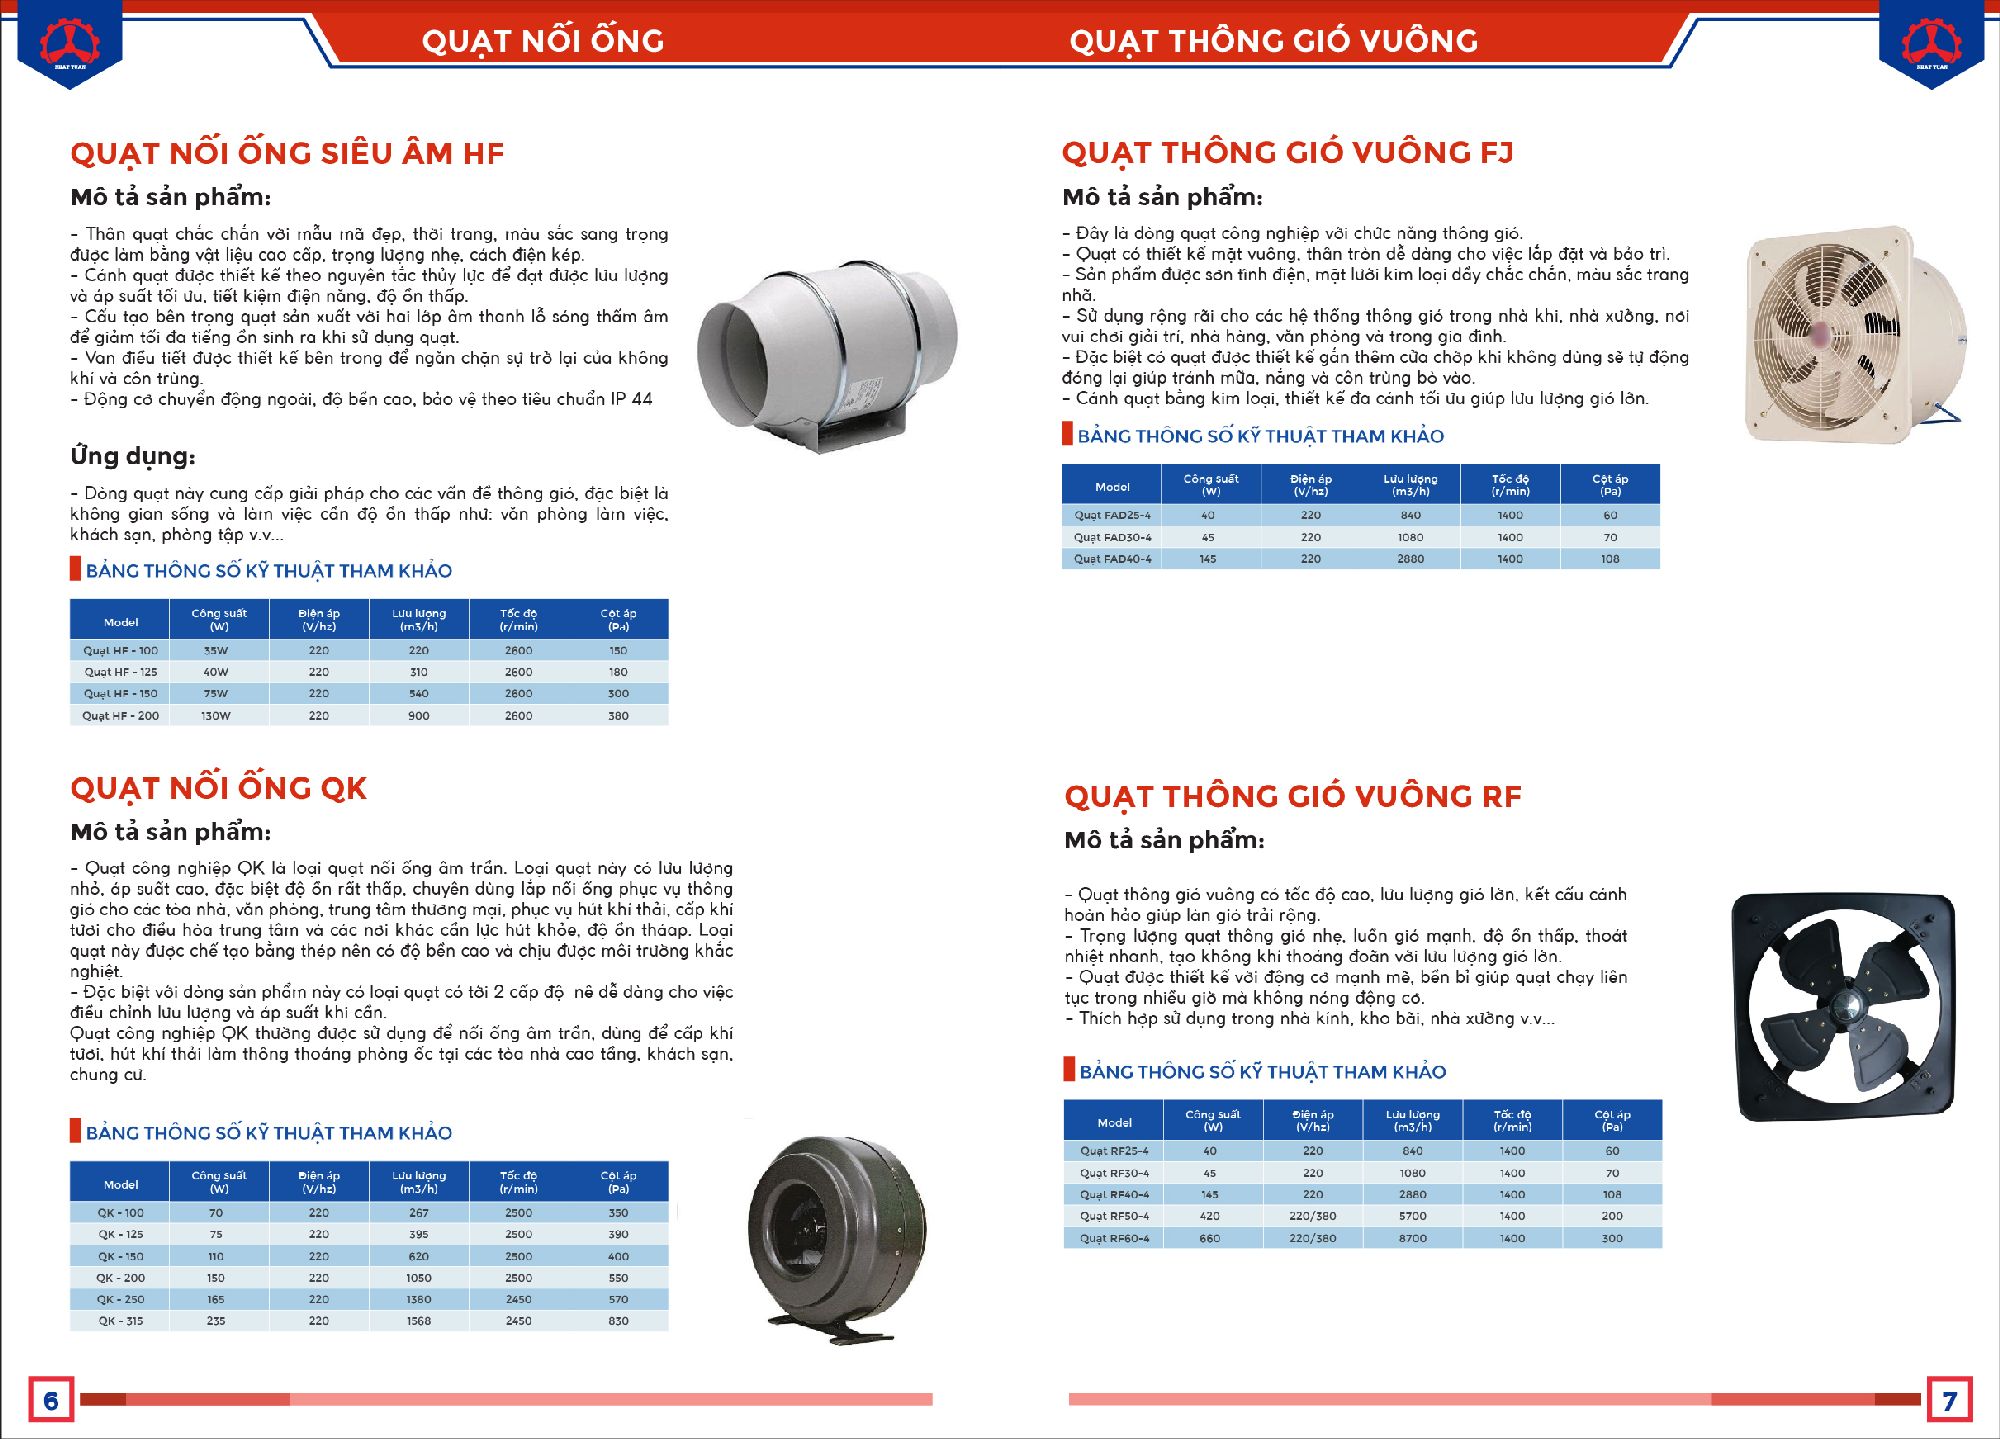 QUẠT NỐI ỐNG
SHAF YUAN
QUẠT NỐI ỐNG SIÊU ÂM HF
Mô tả sản phẩm:
- Thân quạt chắc chắn với mẫu mã đẹp, thời trang, màu sắc sang trọng
được làm bằng vật liệu cao cấp, trọng lượng nhẹ, cách điện kép.
- Cánh quạt được thiết kế theo nguyên tắc thủy lực để đạt được lưu lượng
và áp suất tối ưu, tiết kiệm điện năng, độ ồn thấp.
- Cấu tạo bên trong quạt sản xuất với hai lớp âm thanh lỗ sóng thấm âm
để giảm tối đa tiếng ồn sinh ra khi sử dụng quạt.
- Van điều tiết được thiết kế bên trong để ngăn chặn sự trở lại của không
khí và côn trùng.
- Động cơ chuyển động ngoài, độ bền cao, bảo vệ theo tiêu chuẩn IP 44
Ứng dụng:
- Dòng quạt này cung cấp giải pháp cho các vấn đề thông gió, đặc biệt là
không gian sống và làm việc cần độ ồn thấp như: văn phòng làm việc,
khách sạn, phòng tập v.v...
BẢNG THÔNG SỐ KỸ THUẬT THAM KHẢO
Model Công suất (W) Điện áp (V/hz) Lưu lượng (m3/h) Tốc độ (r/min) Cột áp (Pa)
Quạt HF - 100 35W 220 220 2600 150
Quạt HF - 125 40W 220 310 2600 180
Quạt HF - 150 75W 220 540 2600 300
Quạt HF - 200 130W 220 900 2600 380
QUẠT NỐI ỐNG QK
Mô tả sản phẩm:
- Quạt công nghiệp QK là loại quạt nối ống âm trần. Loại quạt này có lưu lượng
nhỏ, áp suất cao, đặc biệt độ ồn rất thấp, chuyên dùng lắp nối ống phục vụ thông
gió cho các tòa nhà, văn phòng, trung tâm thương mại, phục vụ hút khí thải, cấp khí
tươi cho điều hòa trung tâm và các nơi khác cần lực hút khỏe, độ ồn tháap. Loại
quạt này được chế tạo bằng thép nên có độ bền cao và chịu được môi trường khắc
nghiệt.
- Đặc biệt vối dòng sản phẩm này có loại quạt có tới 2 cấp độ nê dễ dàng cho việc
điều chỉnh lưu lượng và áp suất khi cần.
Quạt công nghiệp QK thường được sử dụng để nối ống âm trần, dùng để cấp khí
tươi, hút khí thải làm thông thoáng phòng ốc tại các tòa nhà cao tầng, khách sạn,
chung cư.
BẢNG THÔNG SỐ KỸ THUẬT THAM KHẢO
Model Công suất (W) Điện áp (V/hz) Lưu lượng (m3/h) Tốc độ (r/min) Cột áp (Pa)
QK - 100 70 220 267 2500 350
QK - 125 75 220 395 2500 390
QK - 150 110 220 620 2500 400
QK - 200 150 220 1050 2500 550
QK - 250 165 220 1380 2450 570
QK - 315 235 220 1568 2450 830
6
QUẠT THÔNG GIÓ VUÔNG
SHAF YUAN
QUẠT THÔNG GIÓ VUÔNG FJ
Mô tả sản phẩm:
- Đây là dòng quạt công nghiệp với chức năng thông gió.
- Quạt có thiết kế mặt vuông, thân tròn dễ dàng cho việc lắp đặt và bảo trì.
- Sản phẩm được sơn tĩnh điện, mặt lưới kim loại dầy chắc chắn, màu sắc trang
nhã.
- Sử dụng rộng rãi cho các hệ thống thông gió trong nhà khi, nhà xưởng, nơi
vui chơi giải trí, nhà hàng, văn phòng và trong gia đình.
- Đặc biệt có quạt được thiết kế gắn thêm cửa chớp khi không dùng sẽ tự động
đóng lại giúp tránh mữa, nắng và côn trùng bò vào.
- Cánh quạt bằng kim loại, thiết kế đa cánh tối ưu giúp lưu lượng gió lớn.
BẢNG THÔNG SỐ KỸ THUẬT THAM KHẢO
Model Công suất (W) Điện áp (V/hz) Lưu lượng (m3/h) Tốc độ (r/min) Cột áp (Pa)
Quạt FAD25-4 40 220 840 1400 60
Quạt FAD30-4 45 220 1080 1400 70
Quạt FAD40-4 145 220 2880 1400 108
QUẠT THÔNG GIÓ VUÔNG RF
Mô tả sản phẩm:
- Quạt thông gió vuông có tốc độ cao, lưu lượng gió lớn, kết cấu cánh
hoàn hảo giúp làn gió trải rộng.
- Trọng lượng quạt thông gió nhẹ, luồn gió mạnh, độ ồn thấp, thoát
nhiệt nhanh, tạo không khí thoáng đoãn với lưu lượng gió lớn.
- Quạt được thiết kế với động cơ mạnh mẽ, bền bỉ giúp quạt chạy liên
tục trong nhiều giờ mà không nóng động cơ.
- Thích hợp sử dụng trong nhà kính, kho bãi, nhà xưởng v.v...
BẢNG THÔNG SỐ KỸ THUẬT THAM KHẢO
Model Công suất (W) Điện áp (V/hz) Lưu lượng (m3/h) Tốc độ (r/min) Cột áp (Pa)
Quạt RF25-4 40 220 840 1400 60
Quạt RF30-4 45 220 1080 1400 70
Quạt RF40-4 145 220 2880 1400 108
Quạt RF50-4 420 220/380 5700 1400 200
Quạt RF60-4 660 220/380 8700 1400 300
7